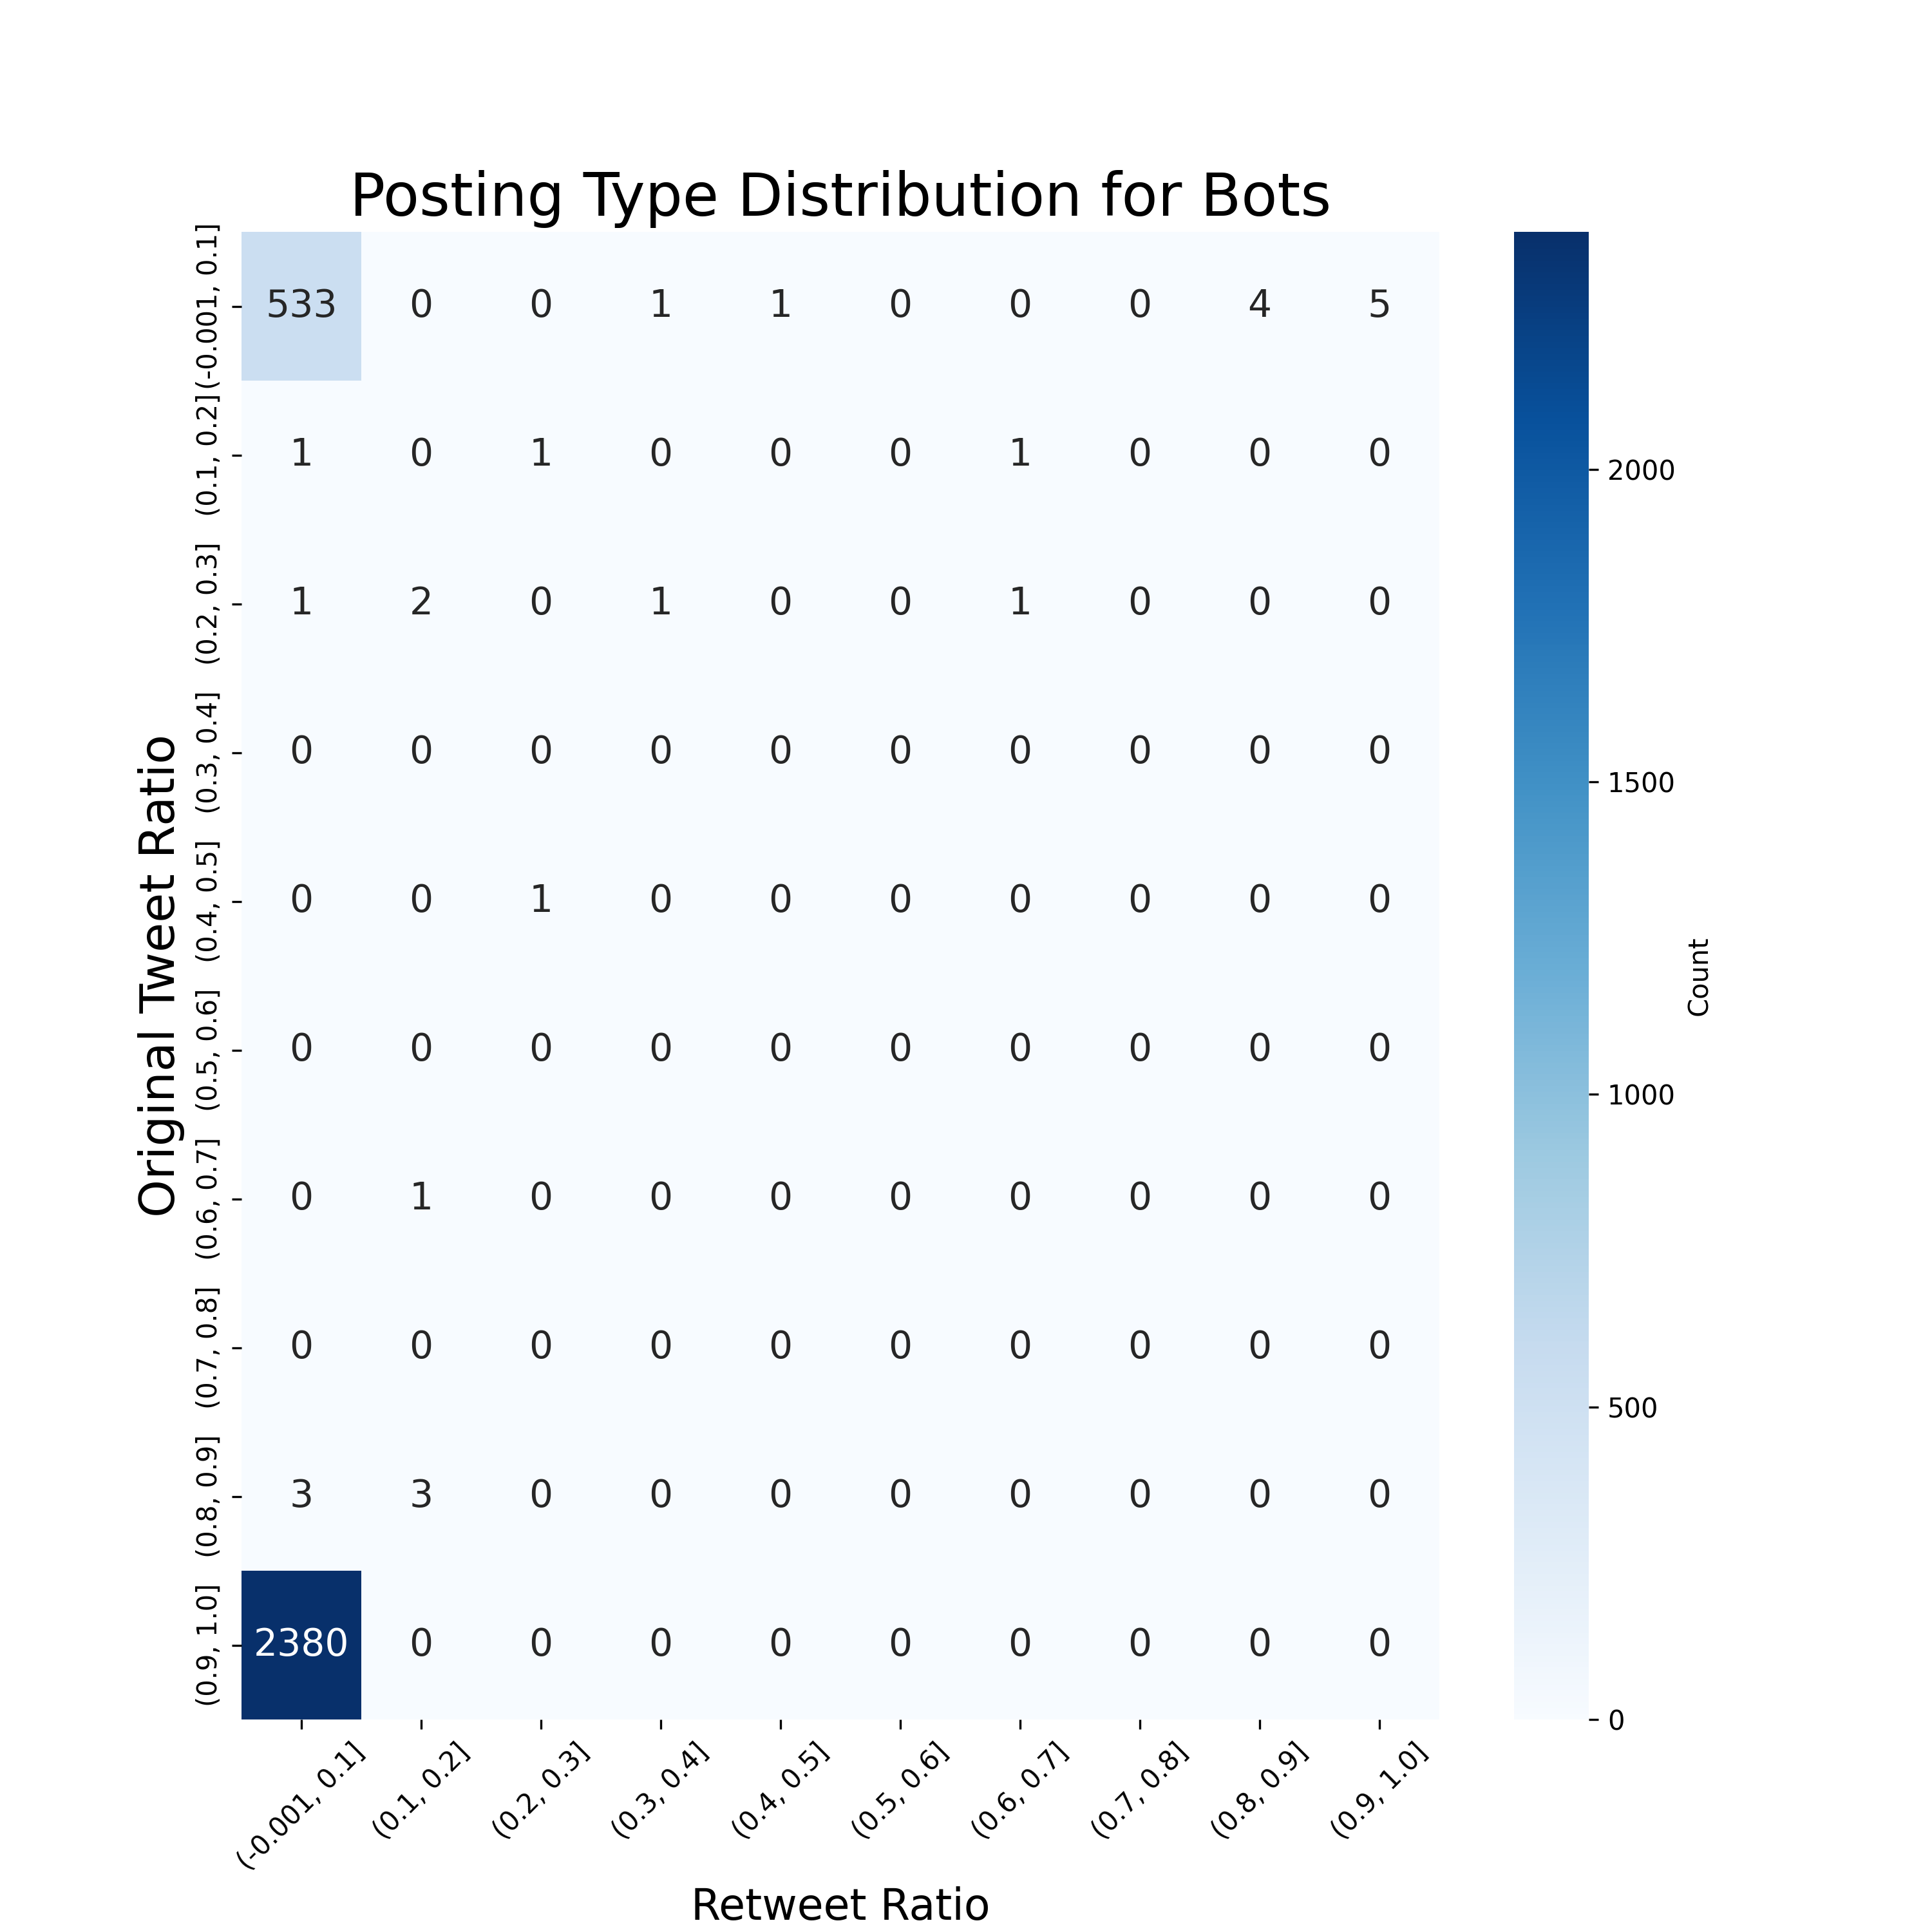 Posting Type Distribution for Bots
Original Tweet Ratio
(-0.001, 0.1] 533 0 0 1 1 0 0 0 4 5
(0.1, 0.2] 1 0 1 0 0 0 1 0 0 0
(0.2, 0.3] 1 2 0 1 0 0 1 0 0 0
(0.3, 0.4] 0 0 0 0 0 0 0 0 0 0
(0.4, 0.5] 0 0 1 0 0 0 0 0 0 0
(0.5, 0.6] 0 0 0 0 0 0 0 0 0 0
(0.6, 0.7] 0 1 0 0 0 0 0 0 0 0
(0.7, 0.8] 0 0 0 0 0 0 0 0 0 0
(0.8, 0.9] 3 3 0 0 0 0 0 0 0 0
(0.9, 1.0] 2380 0 0 0 0 0 0 0 0 0
(-0.001, 0.1] (0.1, 0.2] (0.2, 0.3] (0.3, 0.4] (0.4, 0.5] (0.5, 0.6] (0.6, 0.7] (0.7, 0.8] (0.8, 0.9] (0.9, 1.0]
Retweet Ratio
2000
1500
1000
500
0
Count